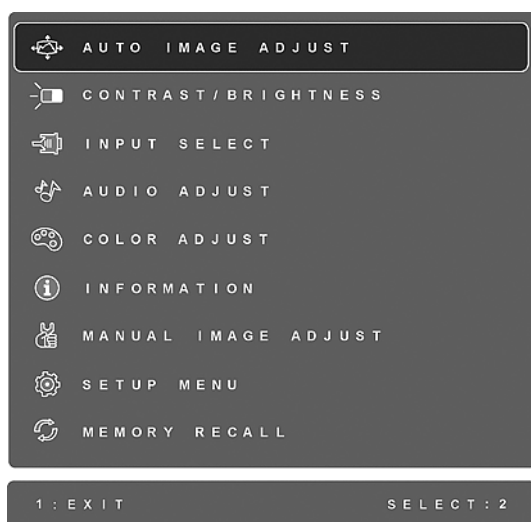 AUTO IMAGE ADJUST
CONTRAST/BRIGHTNESS
INPUT SELECT
AUDIO ADJUST
COLOR ADJUST
INFORMATION
MANUAL IMAGE ADJUST
SETUP MENU
MEMORY RECALL
1:EXIT SELECT:2